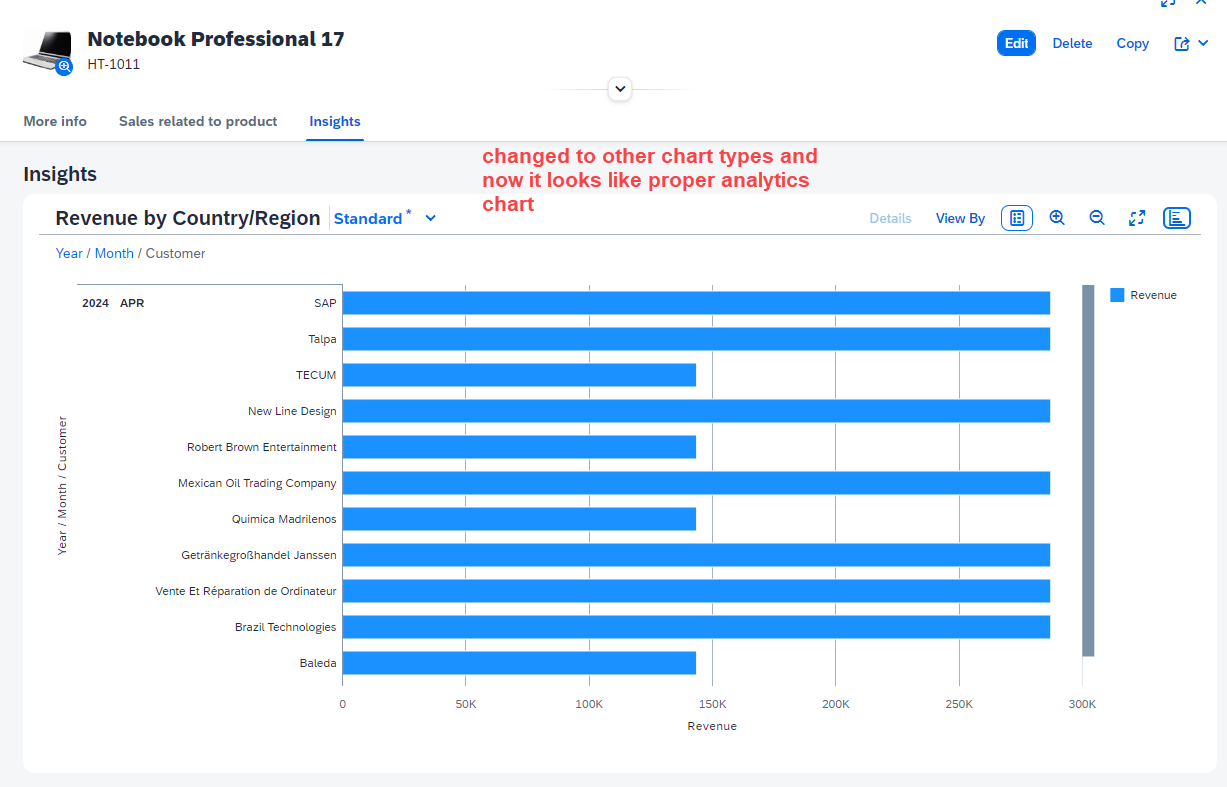 Notebook Professional 17
HT-1011
Edit Delete Copy
More info Sales related to product Insights
changed to other chart types and
now it looks like proper analytics
chart
Insights
Revenue by Country/Region Standard * Details View By
Year / Month / Customer
2024 APR SAP
Talpa
TECUM
New Line Design
Robert Brown Entertainment
Mexican Oil Trading Company
Quimica Madrilenos
Getränkegroßhandel Janssen
Vente Et Réparation de Ordinateur
Brazil Technologies
Baleda
Year / Month / Customer
0 50K 100K 150K 200K 250K 300K
Revenue
Revenue